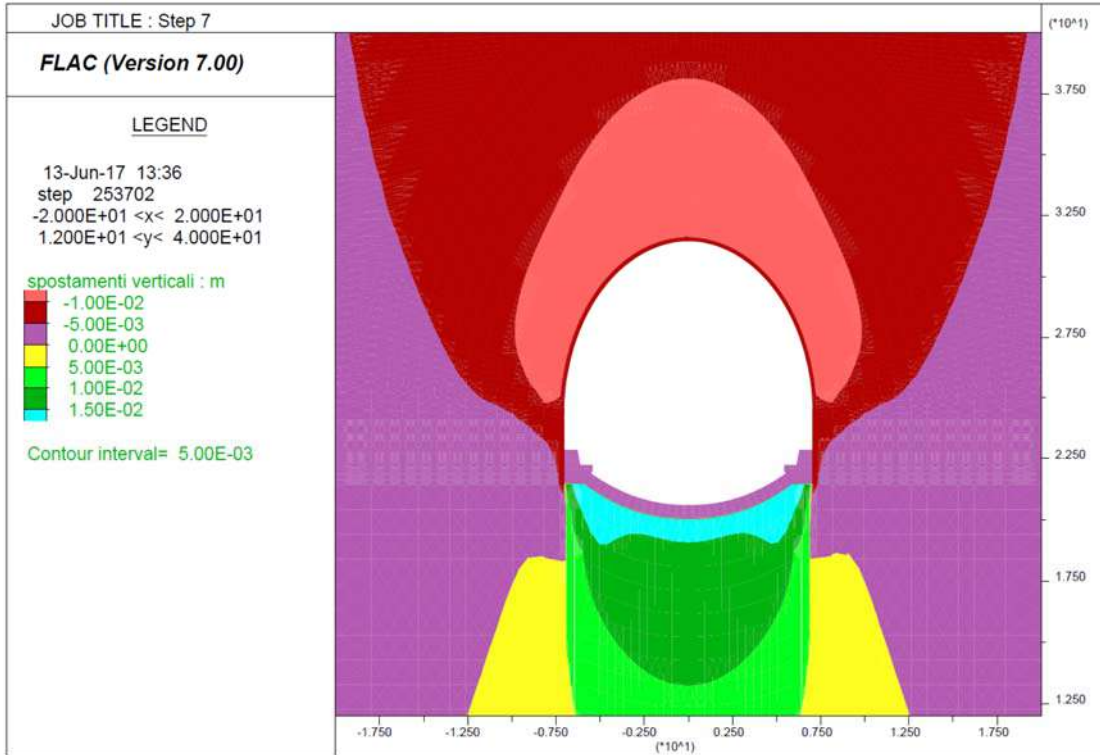 JOB TITLE : Step 7
(*10^1)
FLAC (Version 7.00)
LEGEND
13-Jun-17 13:36
step 253702
-2.000E+01 <x< 2.000E+01
1.200E+01 <y< 4.000E+01
spostamenti verticali : m
-1.00E-02
-5.00E-03
0.00E+00
5.00E-03
1.00E-02
1.50E-02
Contour interval= 5.00E-03
3.750
3.250
2.750
2.250
1.750
1.250
-1.750 -1.250 -0.750 -0.250 0.250 0.750 1.250 1.750
(*10^1)